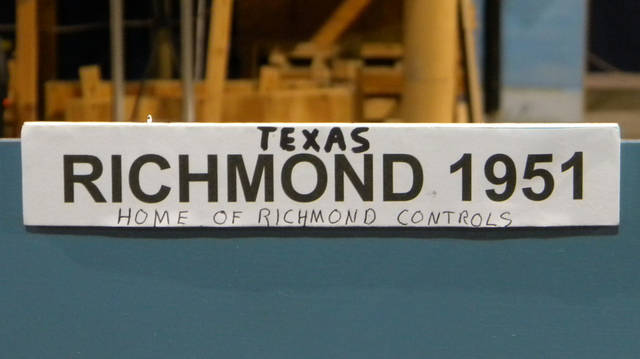 TEXAS
RICHMOND 1951
HOME OF RICHMOND CONTROLS